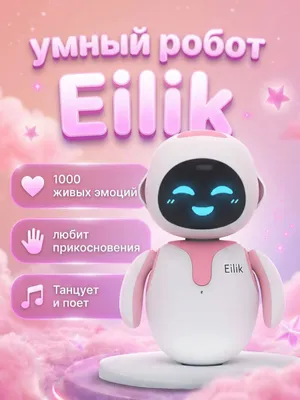 умный робот
Eilik
1000
живых эмоций
любит
прикосновения
Танцует
и поет
Eilik